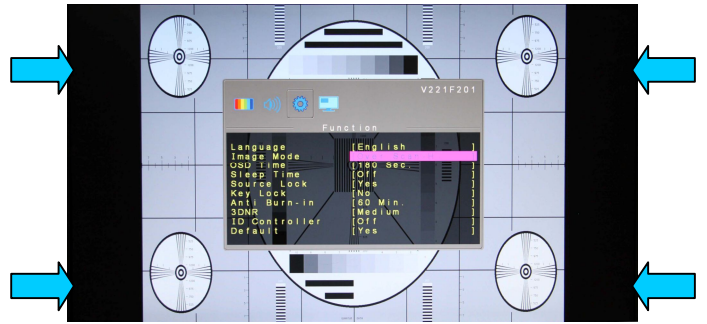 V221F201
Function
Language [English ]
Image Mode
OSD Time [180 Sec. ]
Sleep Time [Off ]
Source Lock [Yes ]
Key Lock [No ]
Anti Burn-in [60 Min. ]
3DNR [Medium ]
ID Controller [Off ]
Default [Yes ]